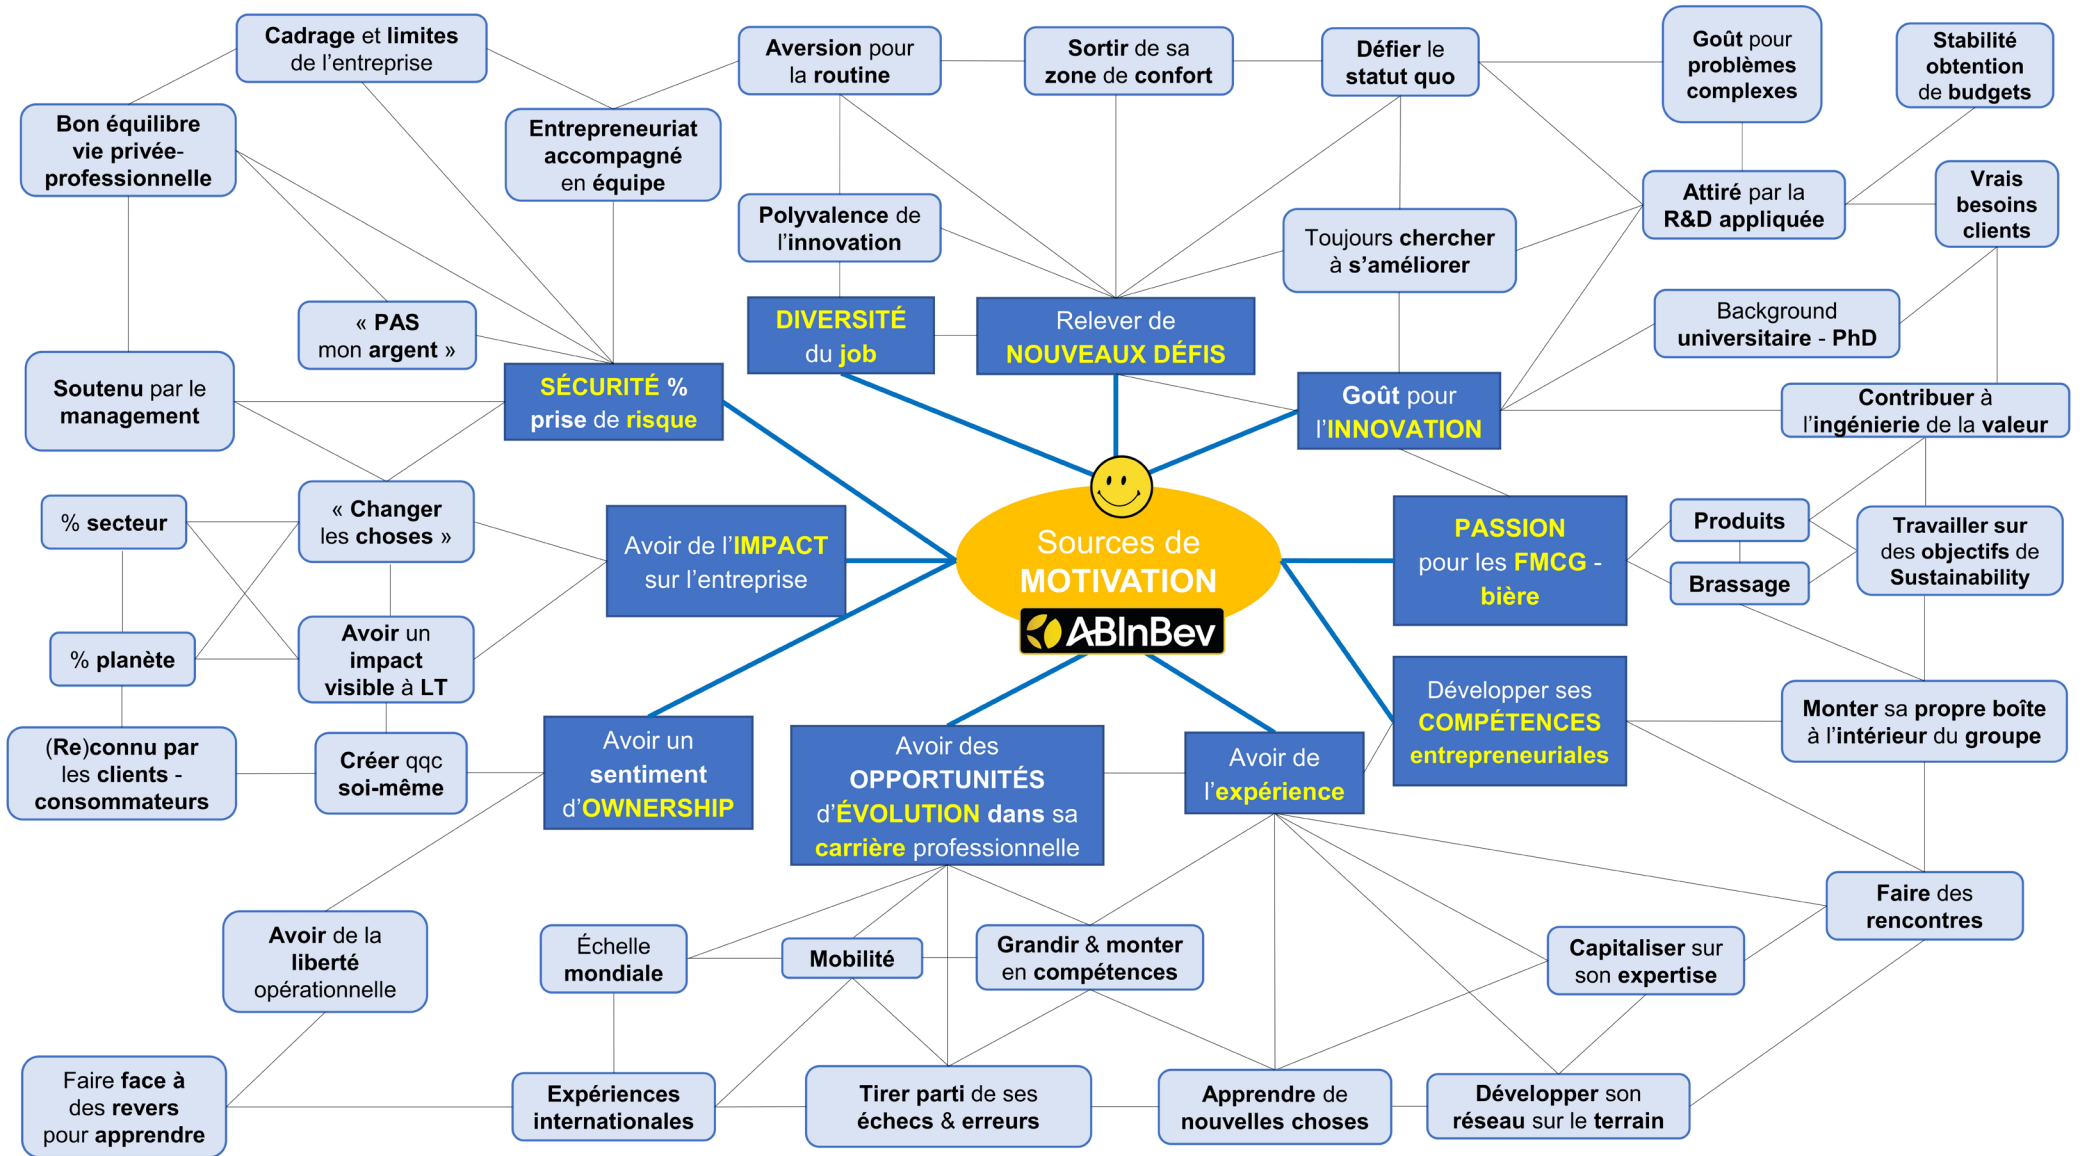 Cadrage et limites
de l'entreprise
Aversion pour
la routine
Sortir de sa
zone de confort
Défier le
statut quo
Goût pour
problèmes
complexes
Stabilité
obtention
de budgets
Bon équilibre
vie privée-
professionnelle
Entrepreneuriat
accompagné
en équipe
Polyvalence de
l'innovation
Toujours chercher
à s'améliorer
Attiré par la
R&D appliquée
Vrais
besoins
clients
« PAS
mon argent »
DIVERSITÉ
du job
Relever de
NOUVEAUX DÉFIS
Background
universitaire - PhD
Soutenu par le
management
SÉCURITÉ %
prise de risque
Goût pour
l'INNOVATION
Contribuer à
l'ingénierie de la valeur
% secteur
« Changer
les choses »
Avoir de l'IMPACT
sur l'entreprise
Sources de
MOTIVATION
ABInBev
PASSION
pour les FMCG -
bière
Produits
Brassage
Travailler sur
des objectifs de
Sustainability
% planète
Avoir un
impact
visible à LT
Développer ses
COMPÉTENCES
entrepreneuriales
Monter sa propre boîte
à l'intérieur du groupe
(Re)connu par
les clients -
consommateurs
Créer qqc
soi-même
Avoir un
sentiment
d'OWNERSHIP
Avoir des
OPPORTUNITÉS
d'ÉVOLUTION dans sa
carrière professionnelle
Avoir de
l'expérience
Faire des
rencontres
Avoir de la
liberté
opérationnelle
Échelle
mondiale
Mobilité
Grandir & monter
en compétences
Capitaliser sur
son expertise
Faire face à
des revers
pour apprendre
Expériences
internationales
Tirer parti de ses
échecs & erreurs
Apprendre de
nouvelles choses
Développer son
réseau sur le terrain